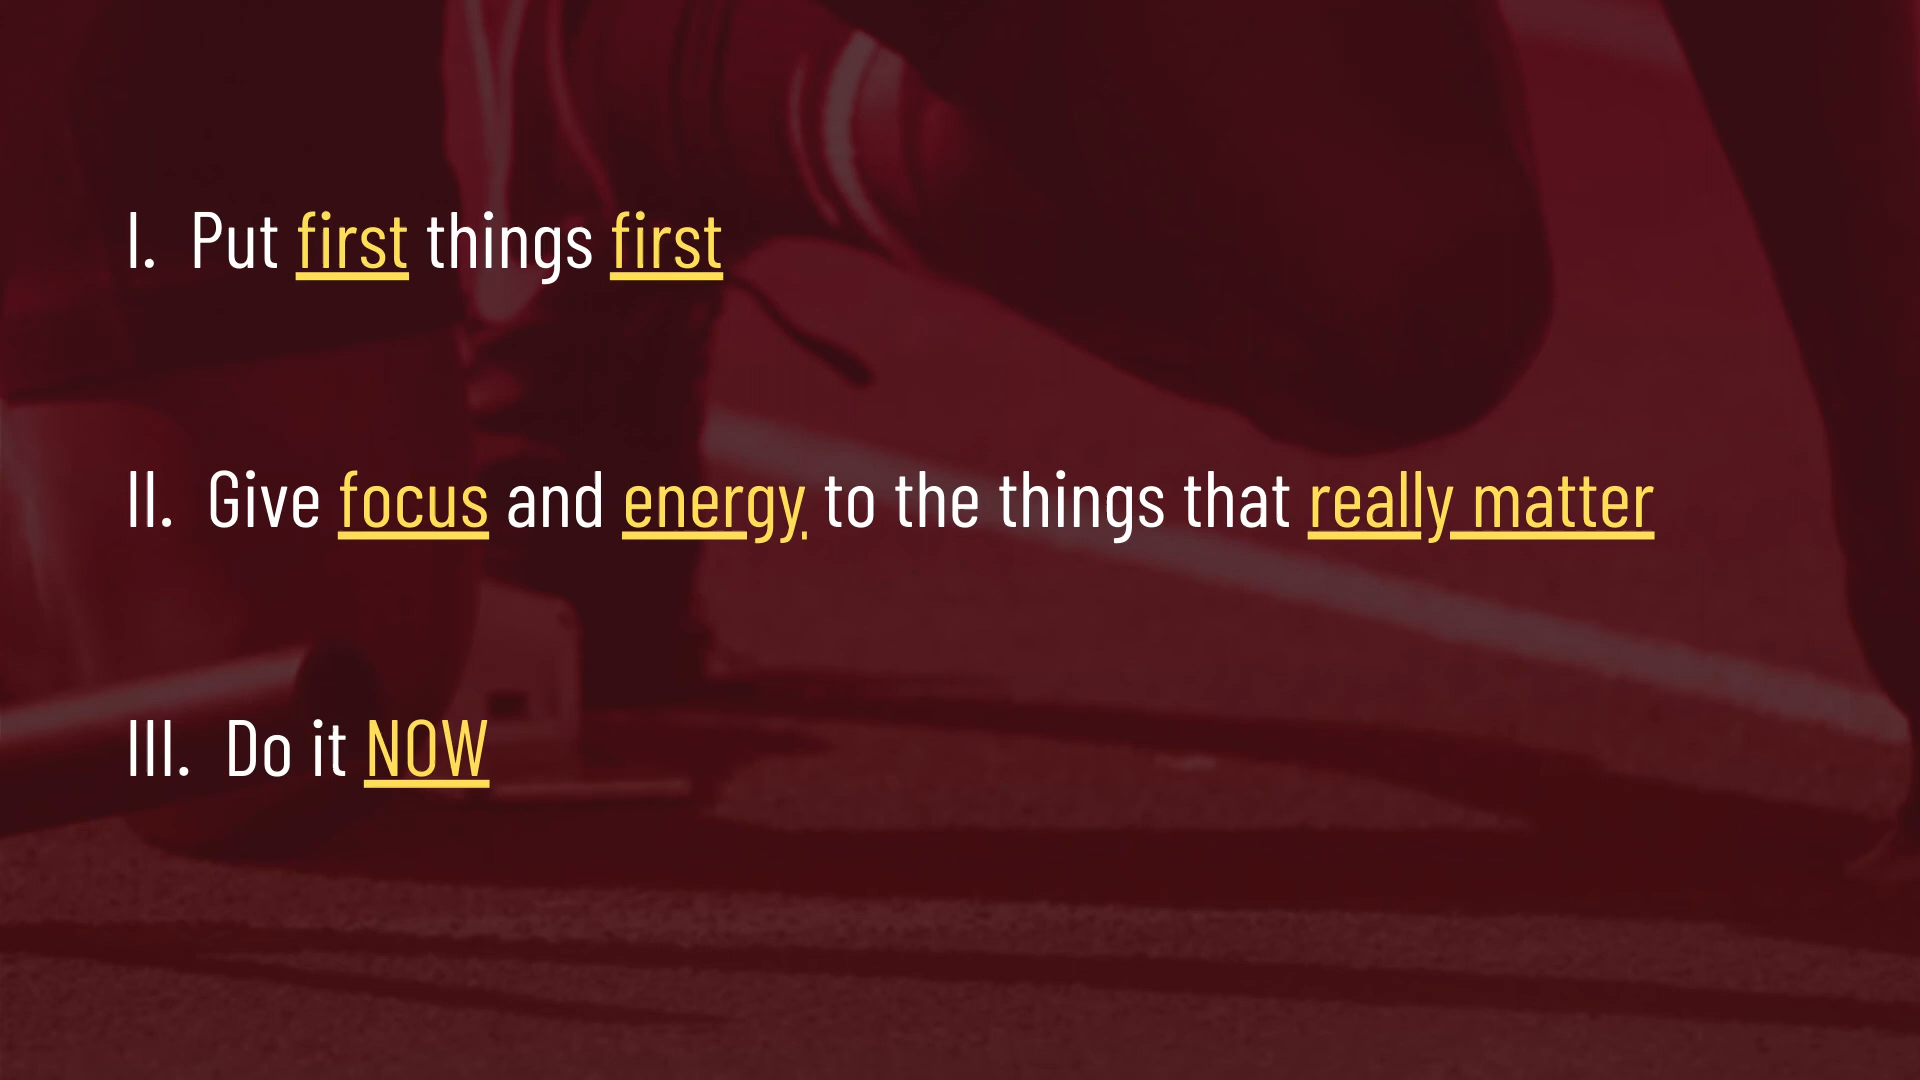 I. Put first things first
II. Give focus and energy to the things that really matter
III. Do it NOW